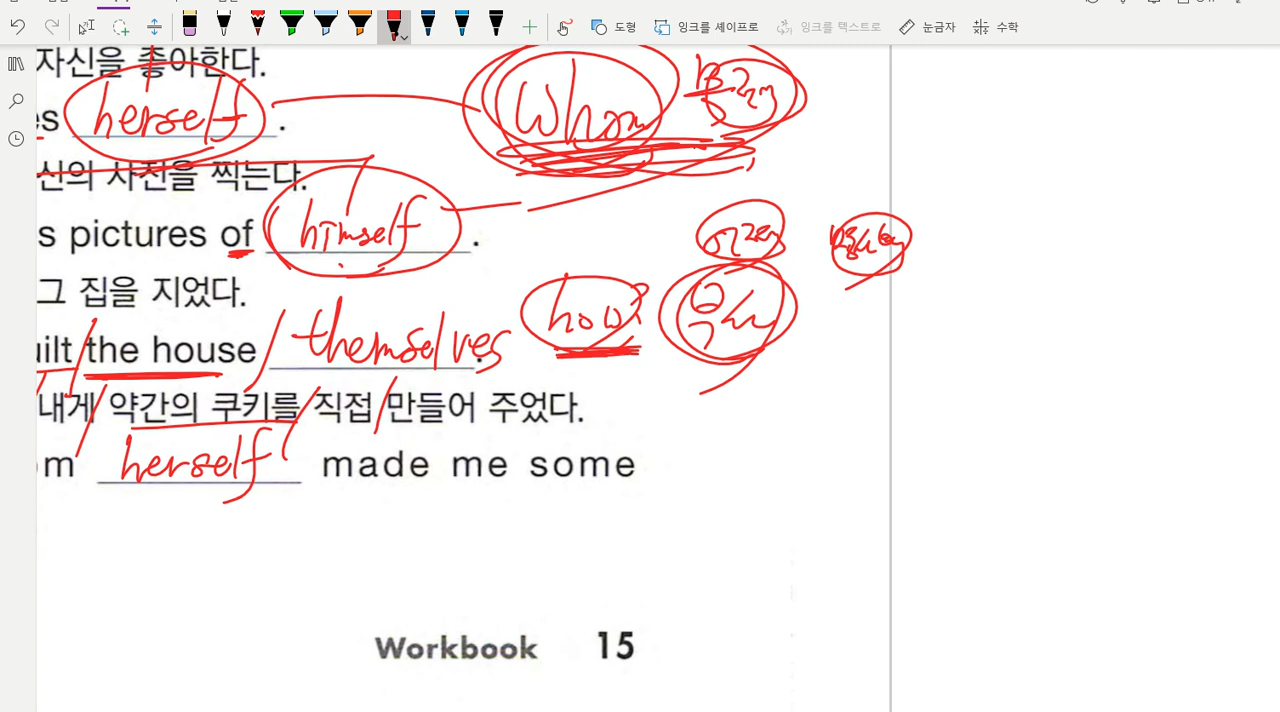 도형 잉크를 셰이프로 잉크를 텍스트로 눈금자 수학
자신을 좋아한다.
es herself . Whom
신의 사진을 찍는다.
s pictures of himself .
그 집을 지었다.
uilt the house themselves . how?
내게 약간의 쿠키를 직접 만들어 주었다.
m herself made me some
Workbook 15